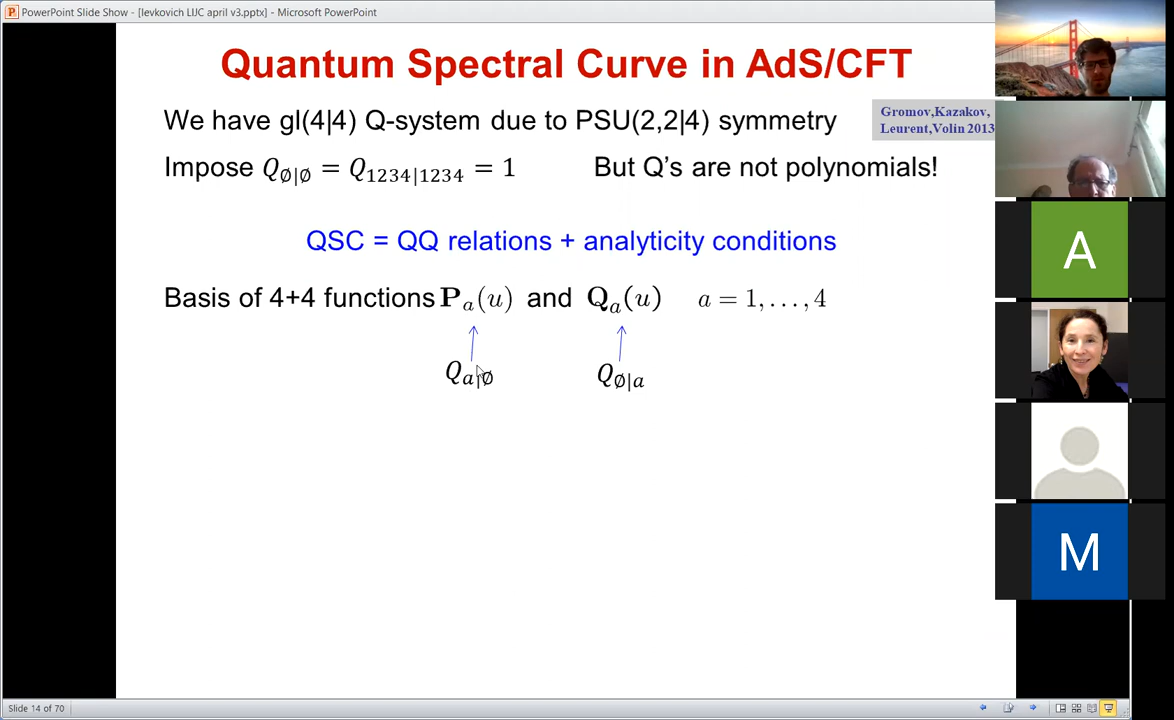 PowerPoint Slide Show - [levkovich LIJC april v3.pptx] - Microsoft PowerPoint
Quantum Spectral Curve in AdS/CFT
We have gl(4|4) Q-system due to PSU(2,2|4) symmetry
Gromov,Kazakov,
Leurent,Volin 2013
Impose Q∅|∅ = Q1234|1234 = 1 But Q's are not polynomials!
QSC = QQ relations + analyticity conditions
Basis of 4+4 functions Pa(u) and Qa(u) a = 1, . . . , 4
Qa|∅ Q∅|a
A
M
Slide 14 of 70